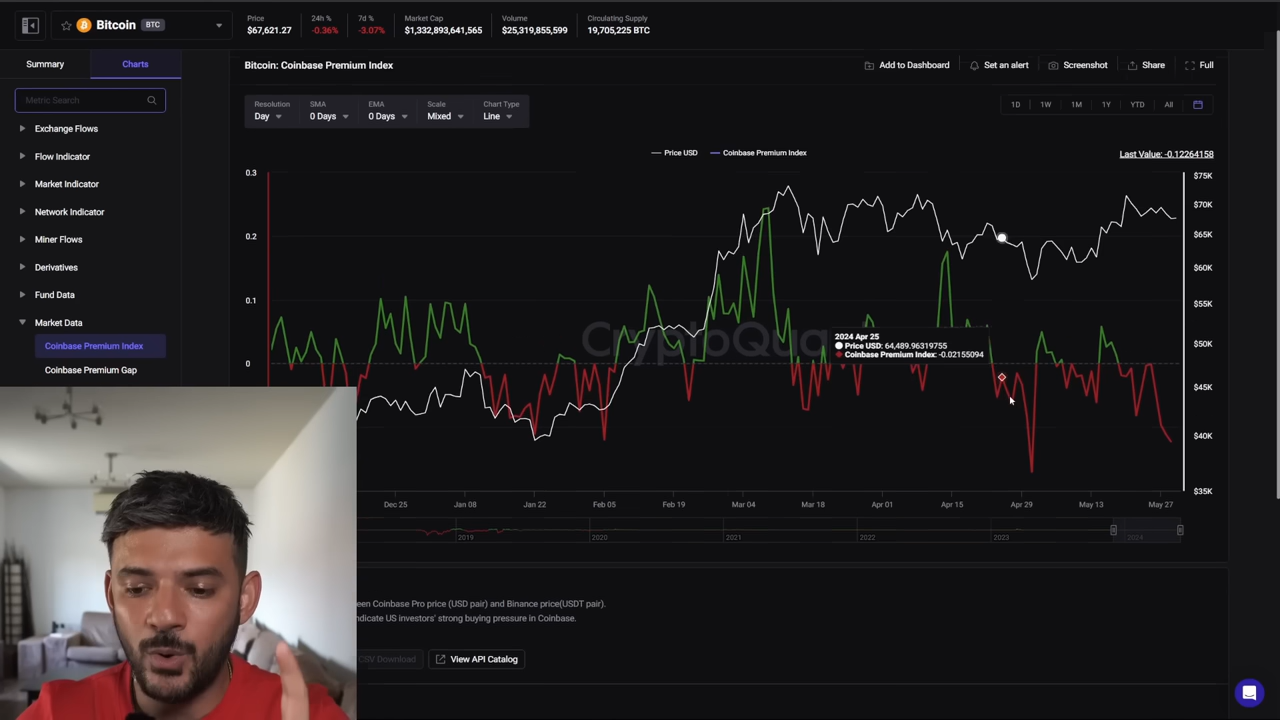 Bitcoin BTC
Price
$67,621.27
24h %
-0.36%
7d %
-3.07%
Market Cap
$1,332,893,641,565
Volume
$25,319,855,599
Circulating Supply
19,705,225 BTC
Summary
Charts
Metric Search
Exchange Flows
Flow Indicator
Market Indicator
Network Indicator
Miner Flows
Derivatives
Fund Data
Market Data
Coinbase Premium Index
Coinbase Premium Gap
Bitcoin: Coinbase Premium Index
Add to Dashboard
Set an alert
Screenshot
Share
Full
Resolution
Day
SMA
0 Days
EMA
0 Days
Scale
Mixed
Chart Type
Line
1D 1W 1M 1Y YTD All
Price USD
Coinbase Premium Index
Last Value: -0.12264158
0.3
0.2
0.1
0
$75K
$70K
$65K
$60K
$55K
$50K
$45K
$40K
$35K
CryptoQua
2024 Apr 25
Price USD: 64,489.96319755
Coinbase Premium Index: -0.02155094
Dec 25 Jan 08 Jan 22 Feb 05 Feb 19 Mar 04 Mar 18 Apr 01 Apr 15 Apr 29 May 13 May 27
2019 2020 2021 2022 2023 2024
een Coinbase Pro price (USD pair) and Binance price(USDT pair).
ndicate US investors' strong buying pressure in Coinbase.
CSV Download
View API Catalog